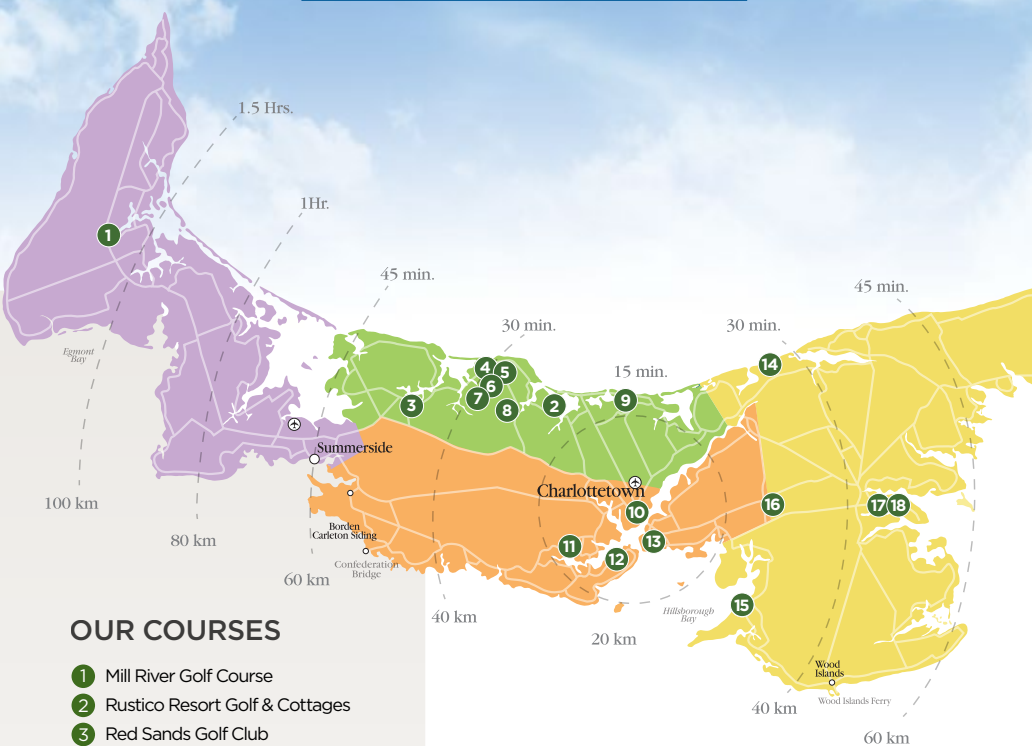 1.5 Hrs.
1Hr.
1
45 min.
45 min.
30 min.
30 min.
15 min.
Egmont
Bay
4
5
6
7
8
3
2
9
14
Summerside
Charlottetown
10
11
12
13
16
17
18
15
100 km
80 km
Borden
Carleton Siding
Confederation
Bridge
60 km
40 km
20 km
Hillsborough
Bay
Wood
Islands
Wood Islands Ferry
40 km
60 km
OUR COURSES
1 Mill River Golf Course
2 Rustico Resort Golf & Cottages
3 Red Sands Golf Club